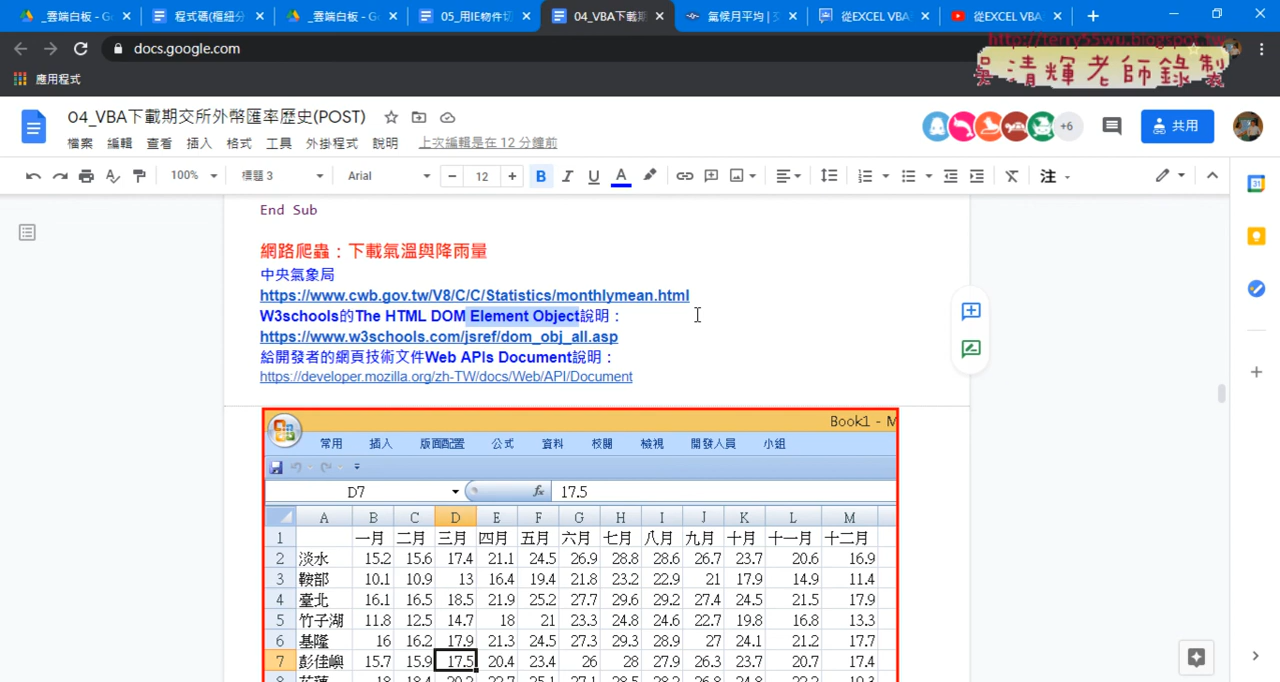 _雲端白板 - G
程式碼(樞紐分
_雲端白板 - G
05_用IE物件切
04_VBA下載期
氣候月平均 | 3
從EXCEL VBA
從EXCEL VBA
docs.google.com
http://terry55wu.blogspot.tw
吳清輝老師錄製
應用程式
04_VBA下載期交所外幣匯率歷史(POST)
+6
共用
檔案 編輯 查看 插入 格式 工具 外掛程式 說明 上次編輯是在 12 分鐘前
100% 標題 3 Arial 12 B I U A 注
End Sub
網路爬蟲：下載氣溫與降雨量
中央氣象局
https://www.cwb.gov.tw/V8/C/C/Statistics/monthlymean.html
W3schools的The HTML DOM Element Object說明：
https://www.w3schools.com/jsref/dom_obj_all.asp
給開發者的網頁技術文件Web APIs Document說明：
https://developer.mozilla.org/zh-TW/docs/Web/API/Document
Book1 - M
常用 插入 版面配置 公式 資料 校閱 檢視 開發人員 小組
D7 fx 17.5
A B C D E F G H I J K L M
1 一月 二月 三月 四月 五月 六月 七月 八月 九月 十月 十一月 十二月
2 淡水 15.2 15.6 17.4 21.1 24.5 26.9 28.8 28.6 26.7 23.7 20.6 16.9
3 鞍部 10.1 10.9 13 16.4 19.4 21.8 23.2 22.9 21 17.9 14.9 11.4
4 臺北 16.1 16.5 18.5 21.9 25.2 27.7 29.6 29.2 27.4 24.5 21.5 17.9
5 竹子湖 11.8 12.5 14.7 18 21 23.3 24.8 24.6 22.7 19.8 16.8 13.3
6 基隆 16 16.2 17.9 21.3 24.5 27.3 29.3 28.9 27 24.1 21.2 17.7
7 彭佳嶼 15.7 15.9 17.5 20.4 23.4 26 28 27.9 26.3 23.7 20.7 17.4